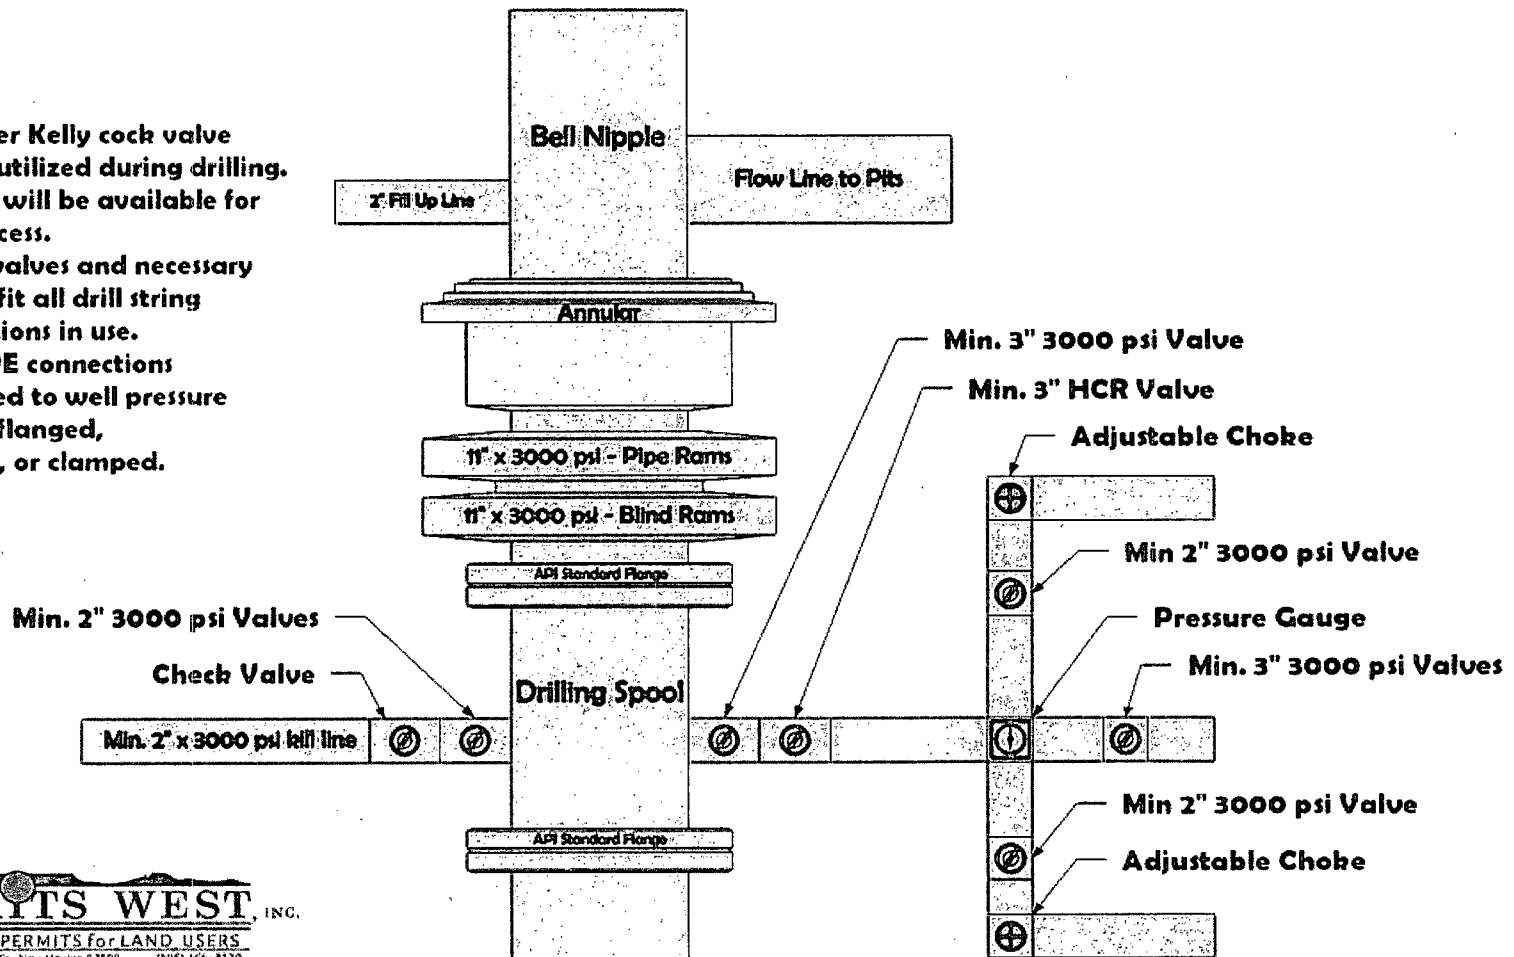 er Kelly cock valve
utilized during drilling.
will be available for
cess.
valves and necessary
fit all drill string
ions in use.
PE connections
ed to well pressure
flanged,
, or clamped.
Bell Nipple
2" Fill Up Line
Flow Line to Pits
Annular
11" x 3000 psi - Pipe Rams
11" x 3000 psi - Blind Rams
API Standard Flange
Min. 3" 3000 psi Valve
Min. 3" HCR Valve
Adjustable Choke
Min 2" 3000 psi Valve
Pressure Gauge
Min. 3" 3000 psi Valves
Min. 2" 3000 psi Valves
Check Valve
Drilling Spool
Min. 2" x 3000 psi kill line
Min 2" 3000 psi Valve
Adjustable Choke
API Standard Flange
ITS WEST, INC.
PERMITS for LAND USERS